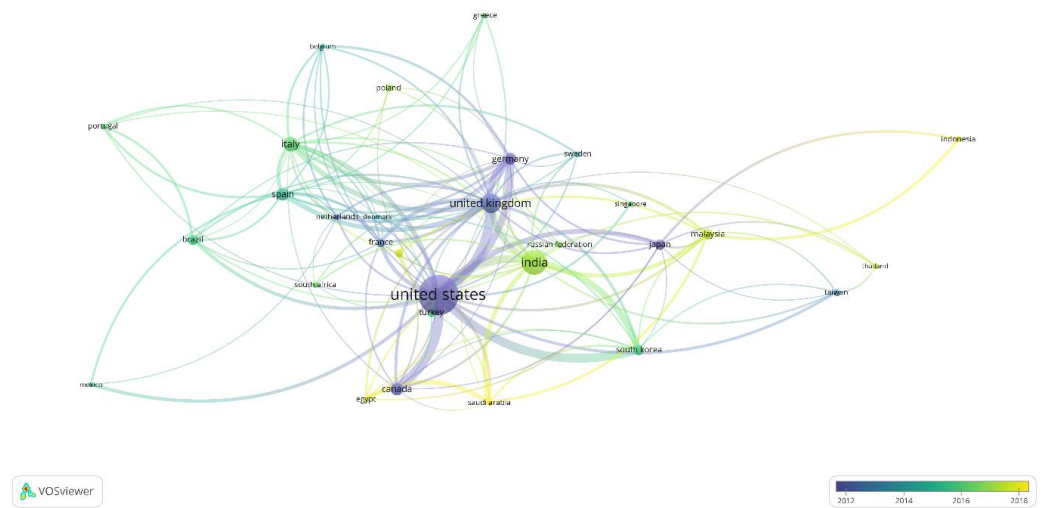 greece
belgium
poland
portugal
indonesia
italy
sweden
germany
spain
united kingdom
singapore
netherlands
denmark
malaysia
brazil
france
russian federation
japan
india
thailand
south africa
taiwan
united states
turkey
south korea
mexico
canada
egypt
saudi arabia
VOSviewer
2012 2014 2016 2018